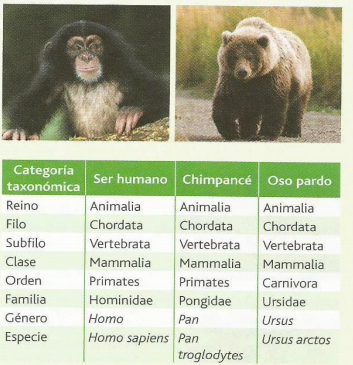 Categoría taxonómica Ser humano Chimpancé Oso pardo
Reino Animalia Animalia Animalia
Filo Chordata Chordata Chordata
Subfilo Vertebrata Vertebrata Vertebrata
Clase Mammalia Mammalia Mammalia
Orden Primates Primates Carnivora
Familia Hominidae Pongidae Ursidae
Género Homo Pan Ursus
Especie Homo sapiens Pan troglodytes Ursus arctos